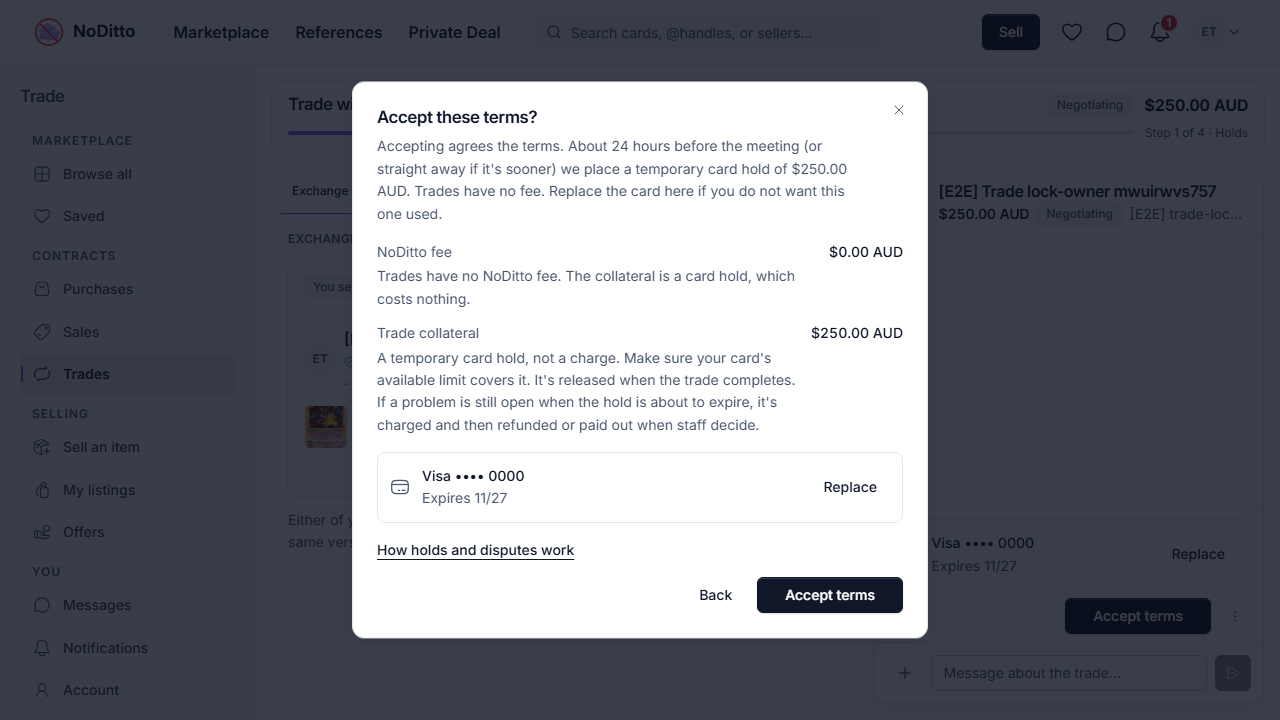 NoDitto
Marketplace
References
Private Deal
Search cards, @handles, or sellers...
Sell
1
ET
Trade
MARKETPLACE
Browse all
Saved
CONTRACTS
Purchases
Sales
Trades
SELLING
Sell an item
My listings
Offers
YOU
Messages
Notifications
Account
Negotiating
$250.00 AUD
Step 1 of 4 · Holds
Exchange
ET
Either of
[E2E] Trade lock-owner mwuirwvs757
$250.00 AUD
Negotiating
[E2E] trade-loc...
Accept these terms?
Accepting agrees the terms. About 24 hours before the meeting (or
straight away if it's sooner) we place a temporary card hold of $250.00
AUD. Trades have no fee. Replace the card here if you do not want this
one used.
NoDitto fee
$0.00 AUD
Trades have no NoDitto fee. The collateral is a card hold, which
costs nothing.
Trade collateral
$250.00 AUD
A temporary card hold, not a charge. Make sure your card's
available limit covers it. It's released when the trade completes.
If a problem is still open when the hold is about to expire, it's
charged and then refunded or paid out when staff decide.
Visa •••• 0000
Expires 11/27
Replace
How holds and disputes work
Back
Accept terms
Visa •••• 0000
Expires 11/27
Replace
Accept terms
Message about the trade...